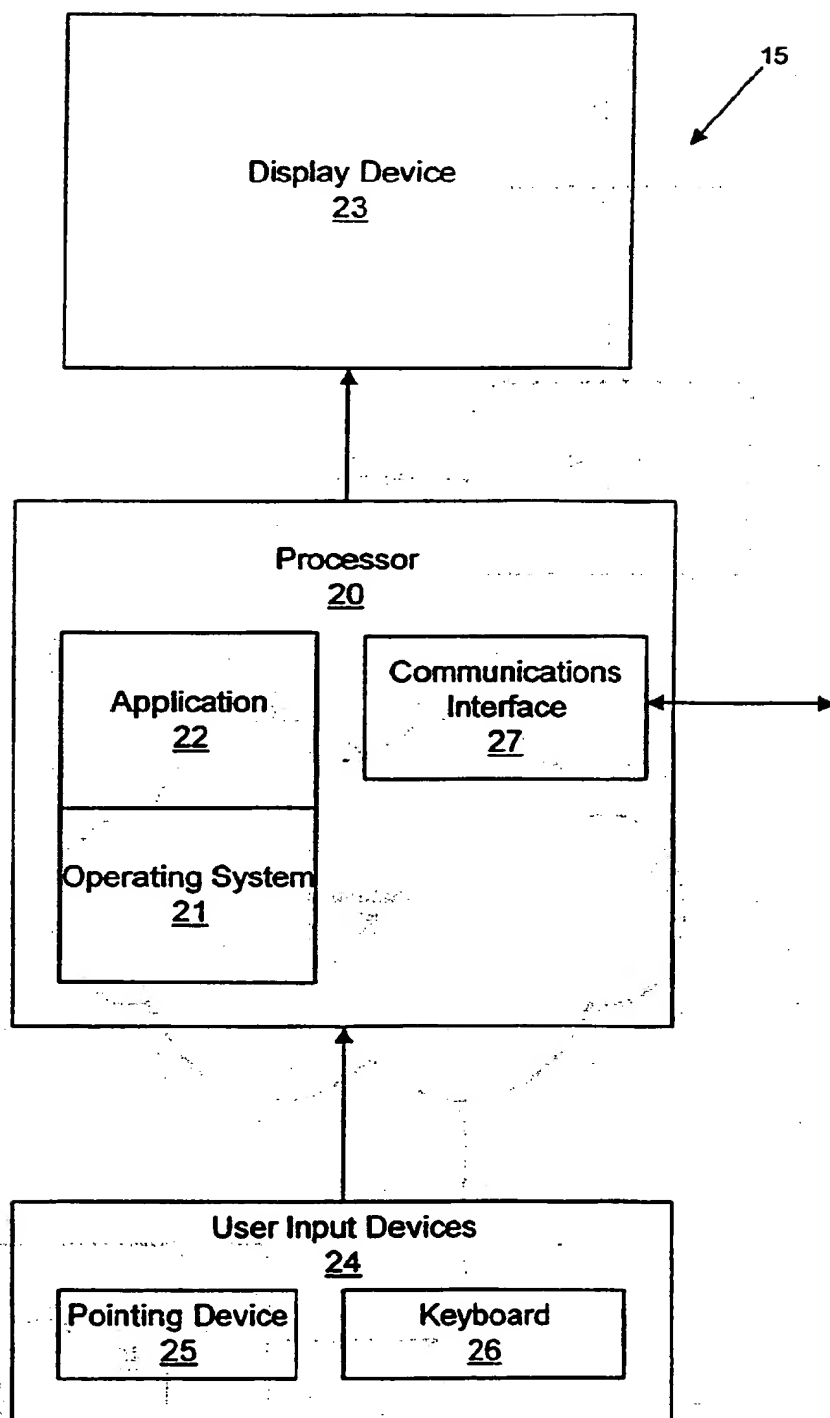 15
Display Device
23
Processor
20
Application
22
Communications
Interface
27
Operating System
21
User Input Devices
24
Pointing Device
25
Keyboard
26